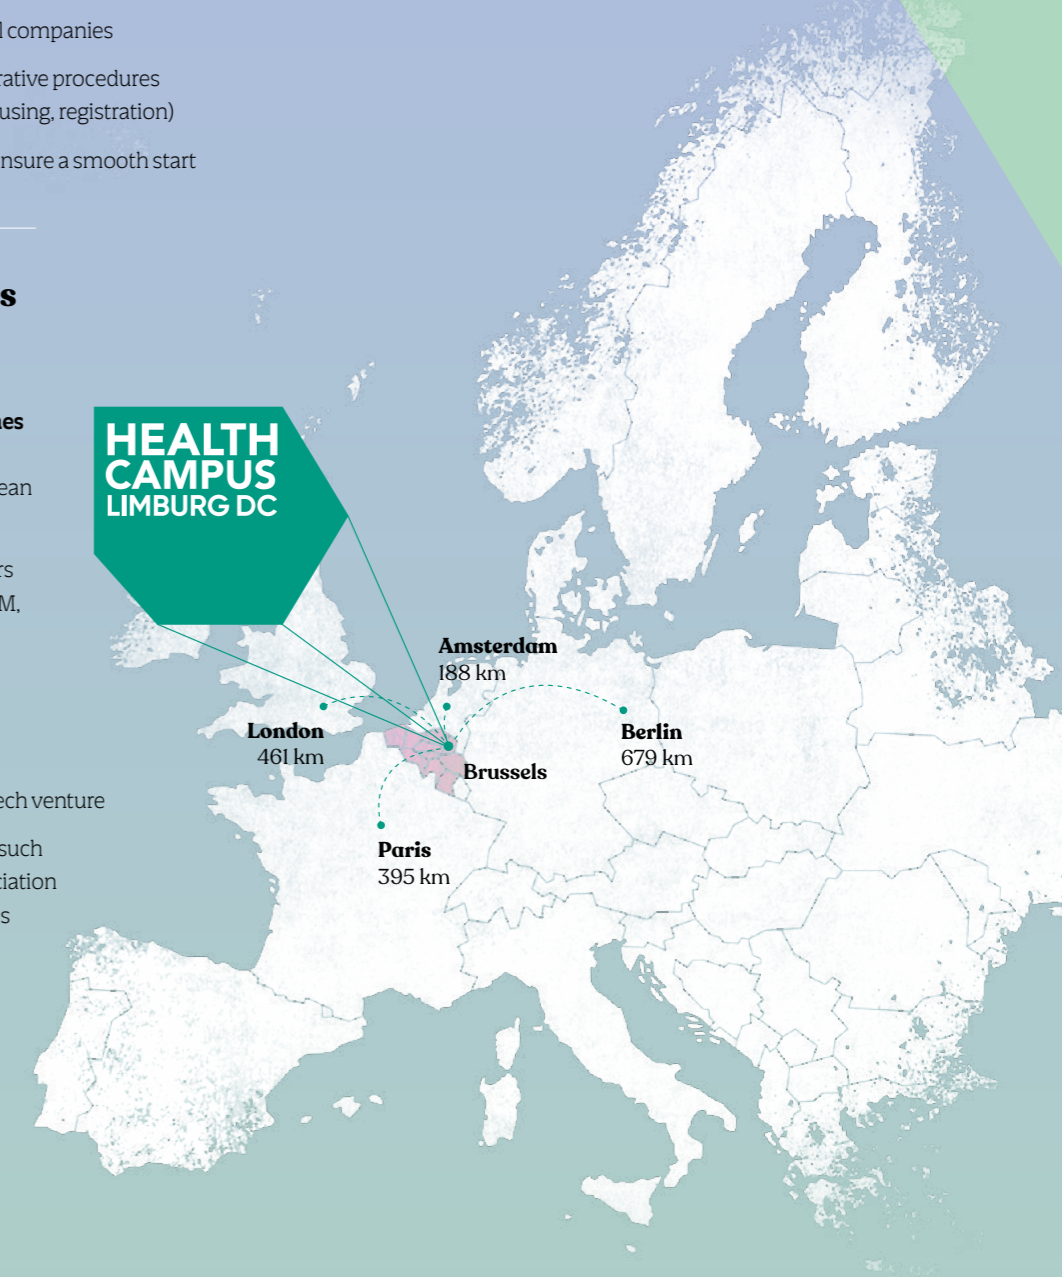 l companies
rative procedures
using, registration)
nsure a smooth start
s
nes
ean
rs
M,
ech venture
such
ciation
s
HEALTH
CAMPUS
LIMBURG DC
Amsterdam
188 km
London
461 km
Berlin
679 km
Brussels
Paris
395 km